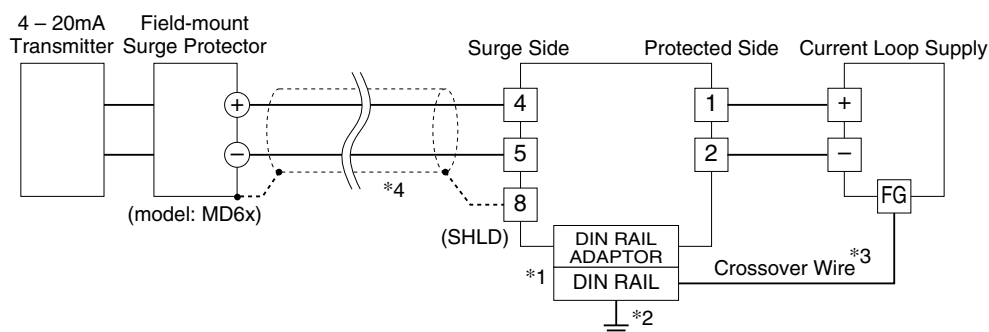 4 – 20mA
Transmitter
Field-mount
Surge Protector
Surge Side
Protected Side
Current Loop Supply
+
4
1
+
–
5
2
–
*4
8
FG
(model: MD6x)
(SHLD)
DIN RAIL
ADAPTOR
*1
DIN RAIL
Crossover Wire*3
*2